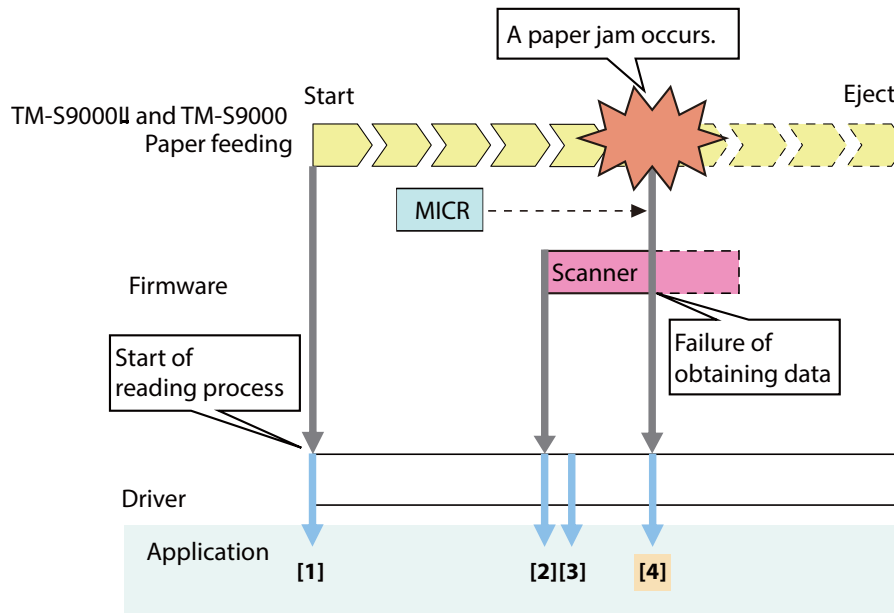 A paper jam occurs.
Start
Eject
TM-S9000II and TM-S9000
Paper feeding
MICR
Scanner
Firmware
Start of
reading process
Failure of
obtaining data
Driver
Application
[1]
[2][3]
[4]